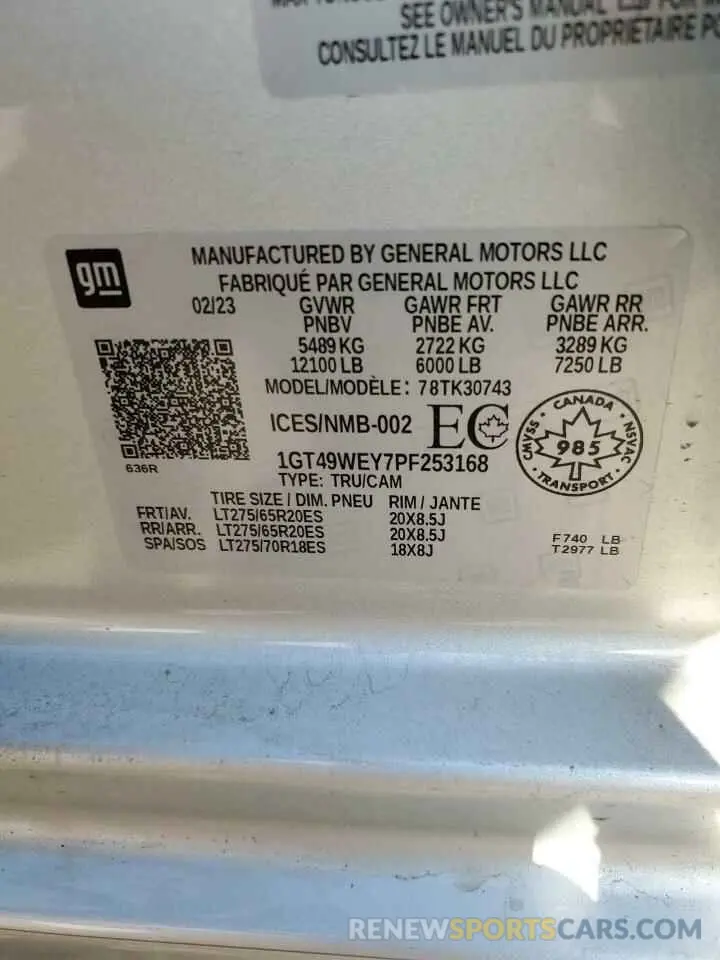 SEE OWNER'S MANUAL
CONSULTEZ LE MANUEL DU PROPRIETAIRE
gm
MANUFACTURED BY GENERAL MOTORS LLC
FABRIQUÉ PAR GENERAL MOTORS LLC
02/23 GVWR GAWR FRT GAWR RR
PNBV PNBE AV. PNBE ARR.
5489 KG 2722 KG 3289 KG
12100 LB 6000 LB 7250 LB
MODEL/MODÈLE: 78TK30743
ICES/NMB-002 EC
CANADA
CMVSS 985
TRANSPORT
636R
1GT49WEY7PF253168
TYPE: TRU/CAM
TIRE SIZE / DIM. PNEU RIM / JANTE
FRT/AV. LT275/65R20ES 20X8.5J
RR/ARR. LT275/65R20ES 20X8.5J
SPA/SOS LT275/70R18ES 18X8J
F740 LB
T2977 LB
RENEWSPORTSCARS.COM